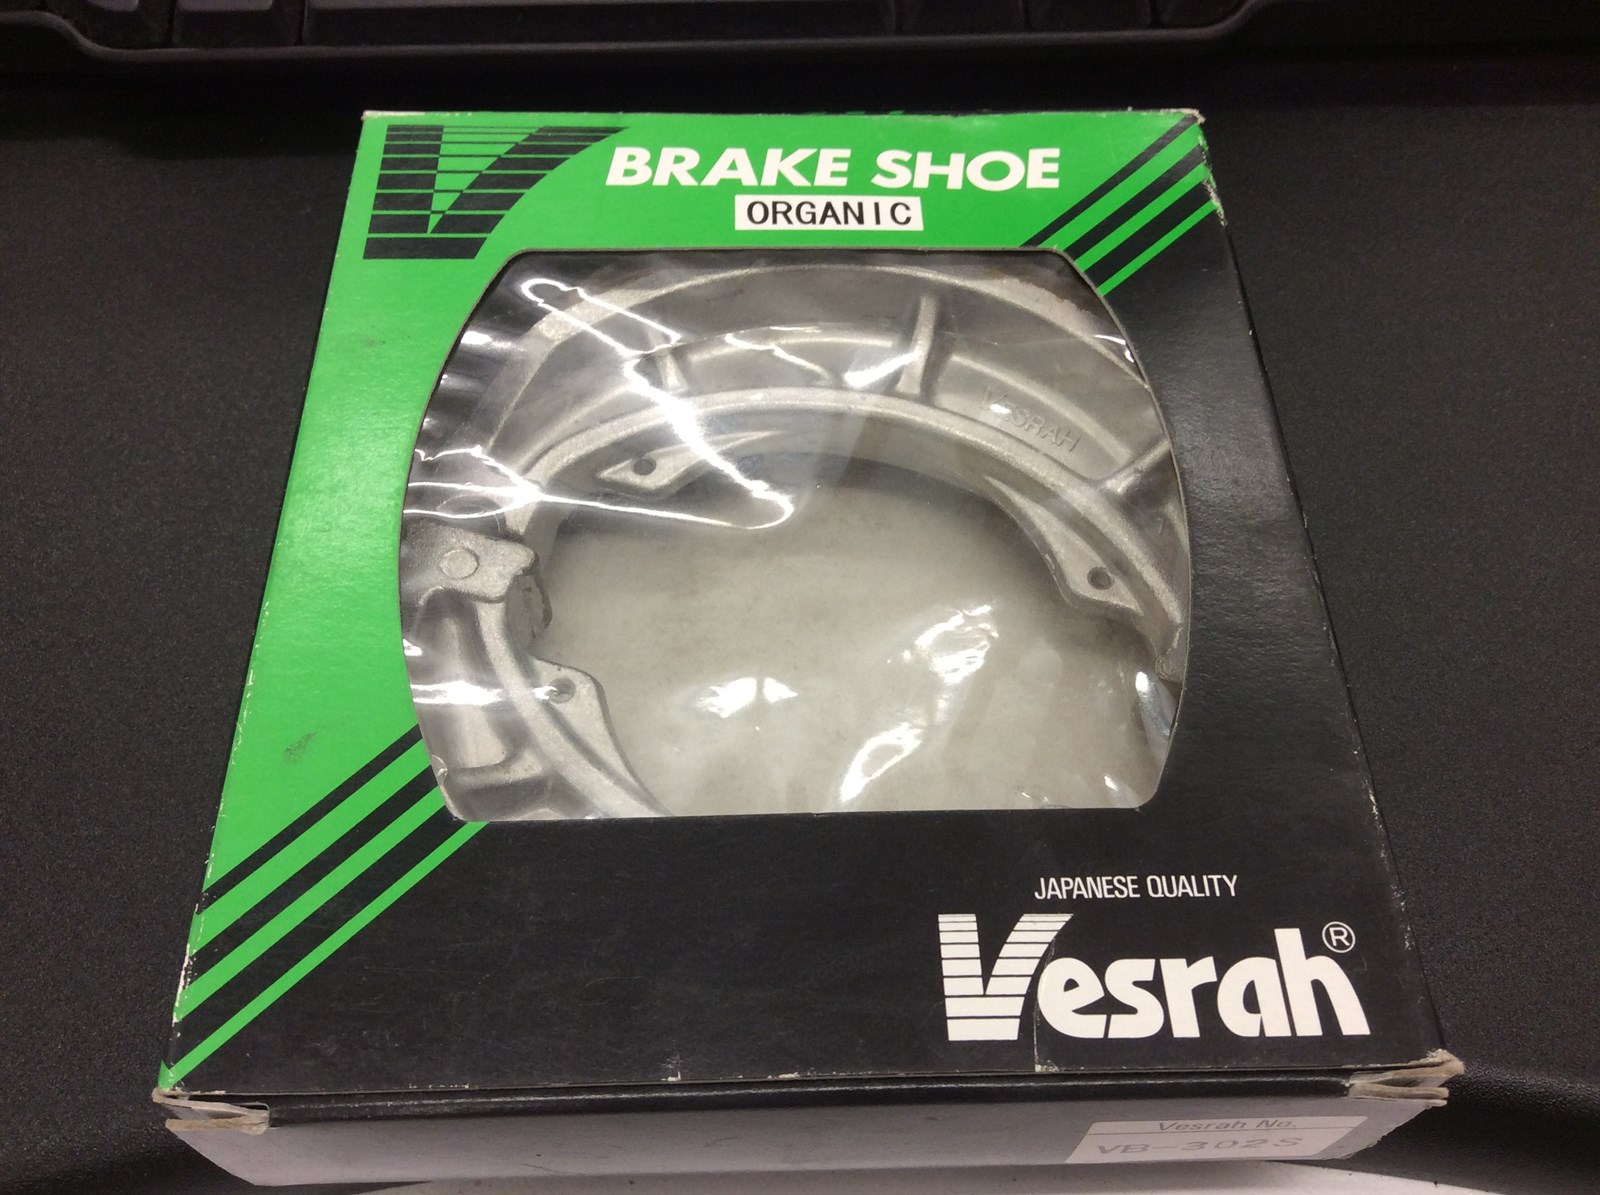 BRAKE SHOE
ORGANIC
VESRAH
JAPANESE QUALITY
Vesrah®
Vesrah No.
VB-302S